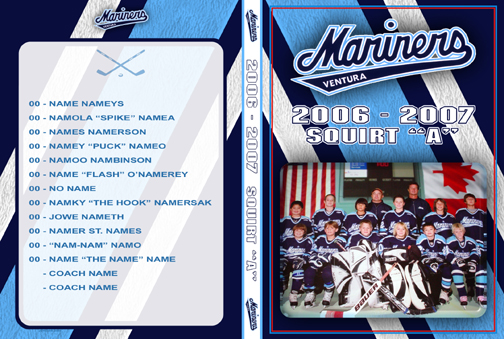 Mariners
VENTURA
00 - NAME NAMEYS
00 - NAMOLA “SPIKE” NAMEA
00 - NAMES NAMERSON
00 - NAMEY “PUCK” NAMEO
00 - NAMOO NAMBINSON
00 - NAME “FLASH” O’NAMEREY
00 - NO NAME
00 - NAMKY “THE HOOK” NAMERSAK
00 - JOWE NAMETH
00 - NAMER ST. NAMES
00 - “NAM-NAM” NAMO
00 - NAME “THE NAME” NAME
- COACH NAME
- COACH NAME
Mariners
2006 - 2007 SQUIRT “A”
Mariners
Mariners
VENTURA
2006 - 2007
SQUIRT “A”